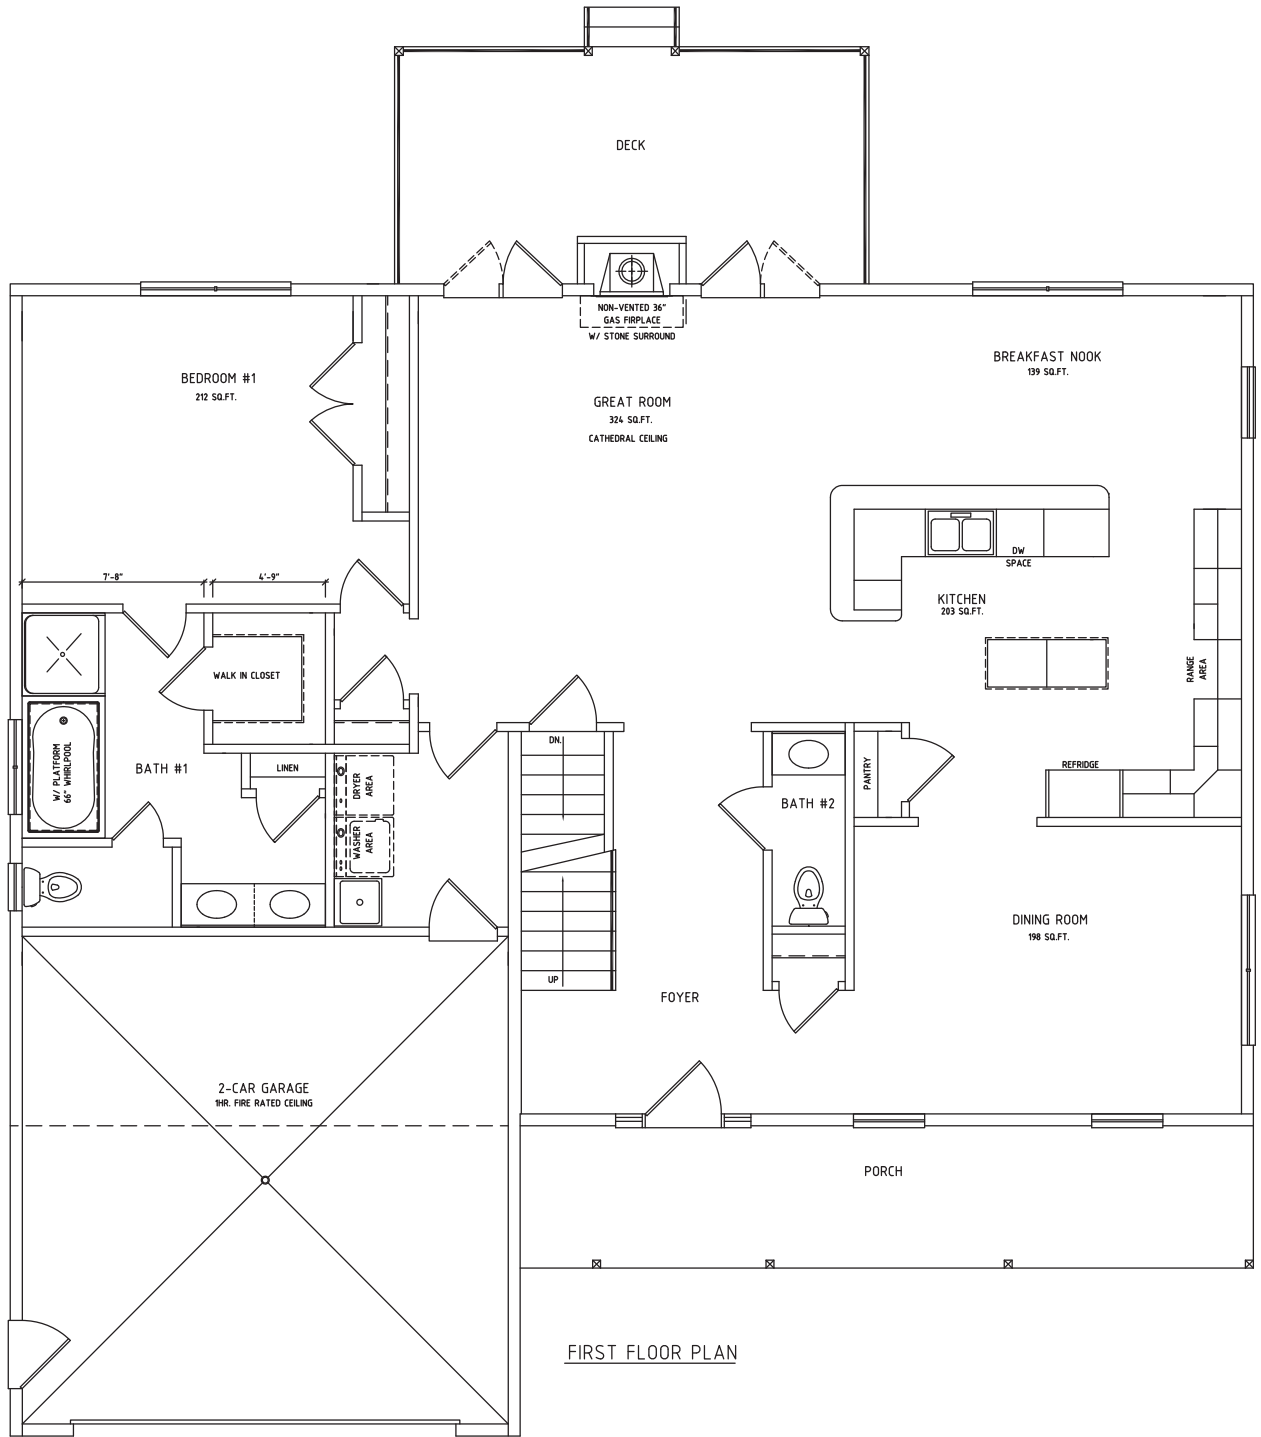 DECK
NON-VENTED 36"
GAS FIRPLACE
W/ STONE SURROUND
BREAKFAST NOOK
139 SQ.FT.
BEDROOM #1
212 SQ.FT.
GREAT ROOM
324 SQ.FT.
CATHEDRAL CEILING
DW
SPACE
7'-8"
4'-9"
KITCHEN
203 SQ.FT.
WALK IN CLOSET
RANGE
AREA
DN.
W/ PLATFORM
66" WHIRLPOOL
BATH #1
LINEN
DRYER
AREA
PANTRY
REFRIDGE
BATH #2
WASHER
AREA
DINING ROOM
198 SQ.FT.
UP
FOYER
2-CAR GARAGE
1HR. FIRE RATED CEILING
PORCH
FIRST FLOOR PLAN